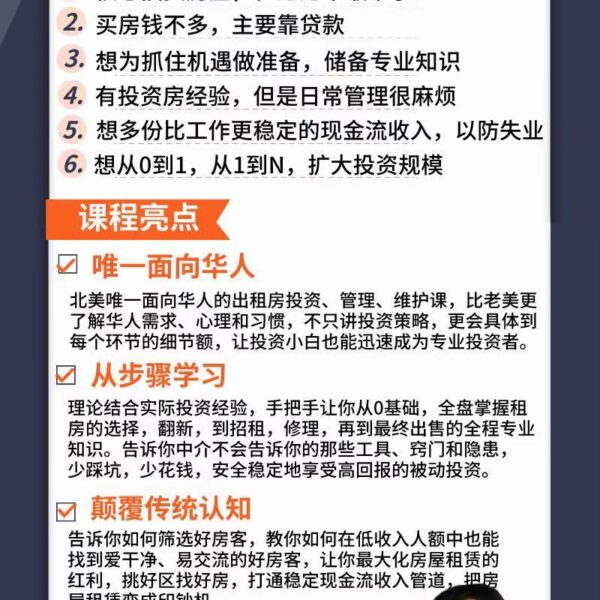 2. 买房钱不多，主要靠贷款
3. 想为抓住机遇做准备，储备专业知识
4. 有投资房经验，但是日常管理很麻烦
5. 想多份比工作更稳定的现金流收入，以防失业
6. 想从0到1，从1到N，扩大投资规模
课程亮点
唯一面向华人
北美唯一面向华人的出租房投资、管理、维护课，比老美更
了解华人需求、心理和习惯，不只讲投资策略，更会具体到
每个环节的细节额，让投资小白也能迅速成为专业投资者。
从步骤学习
理论结合实际投资经验，手把手让你从0基础，全盘掌握租
房的选择，翻新，到招租，修理，再到最终出售的全程专业
知识。告诉你中介不会告诉你的那些工具、窍门和隐患，
少踩坑，少花钱，安全稳定地享受高回报的被动投资。
颠覆传统认知
告诉你如何筛选好房客，教你如何在低收入人额中也能
找到爱干净、易交流的好房客，让你最大化房屋租赁的
红利，挑好区找好房，打通稳定现金流收入管道，把房
屋租赁变成印钞机